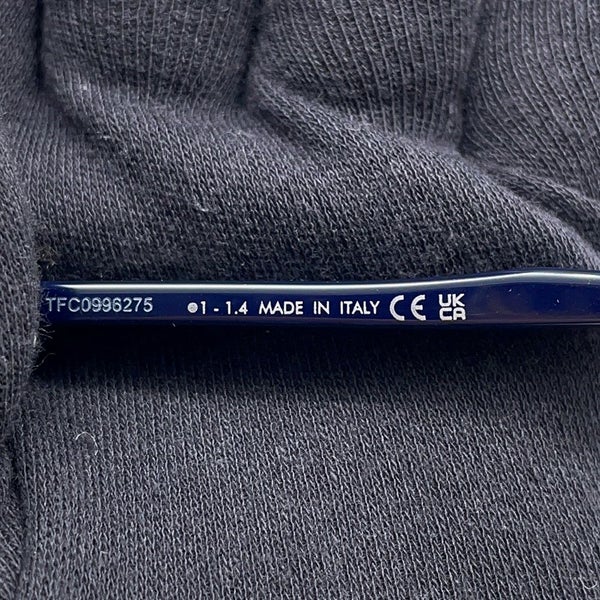 TFC0996275 ⊕1 - 1.4 MADE IN ITALY CE UK CA